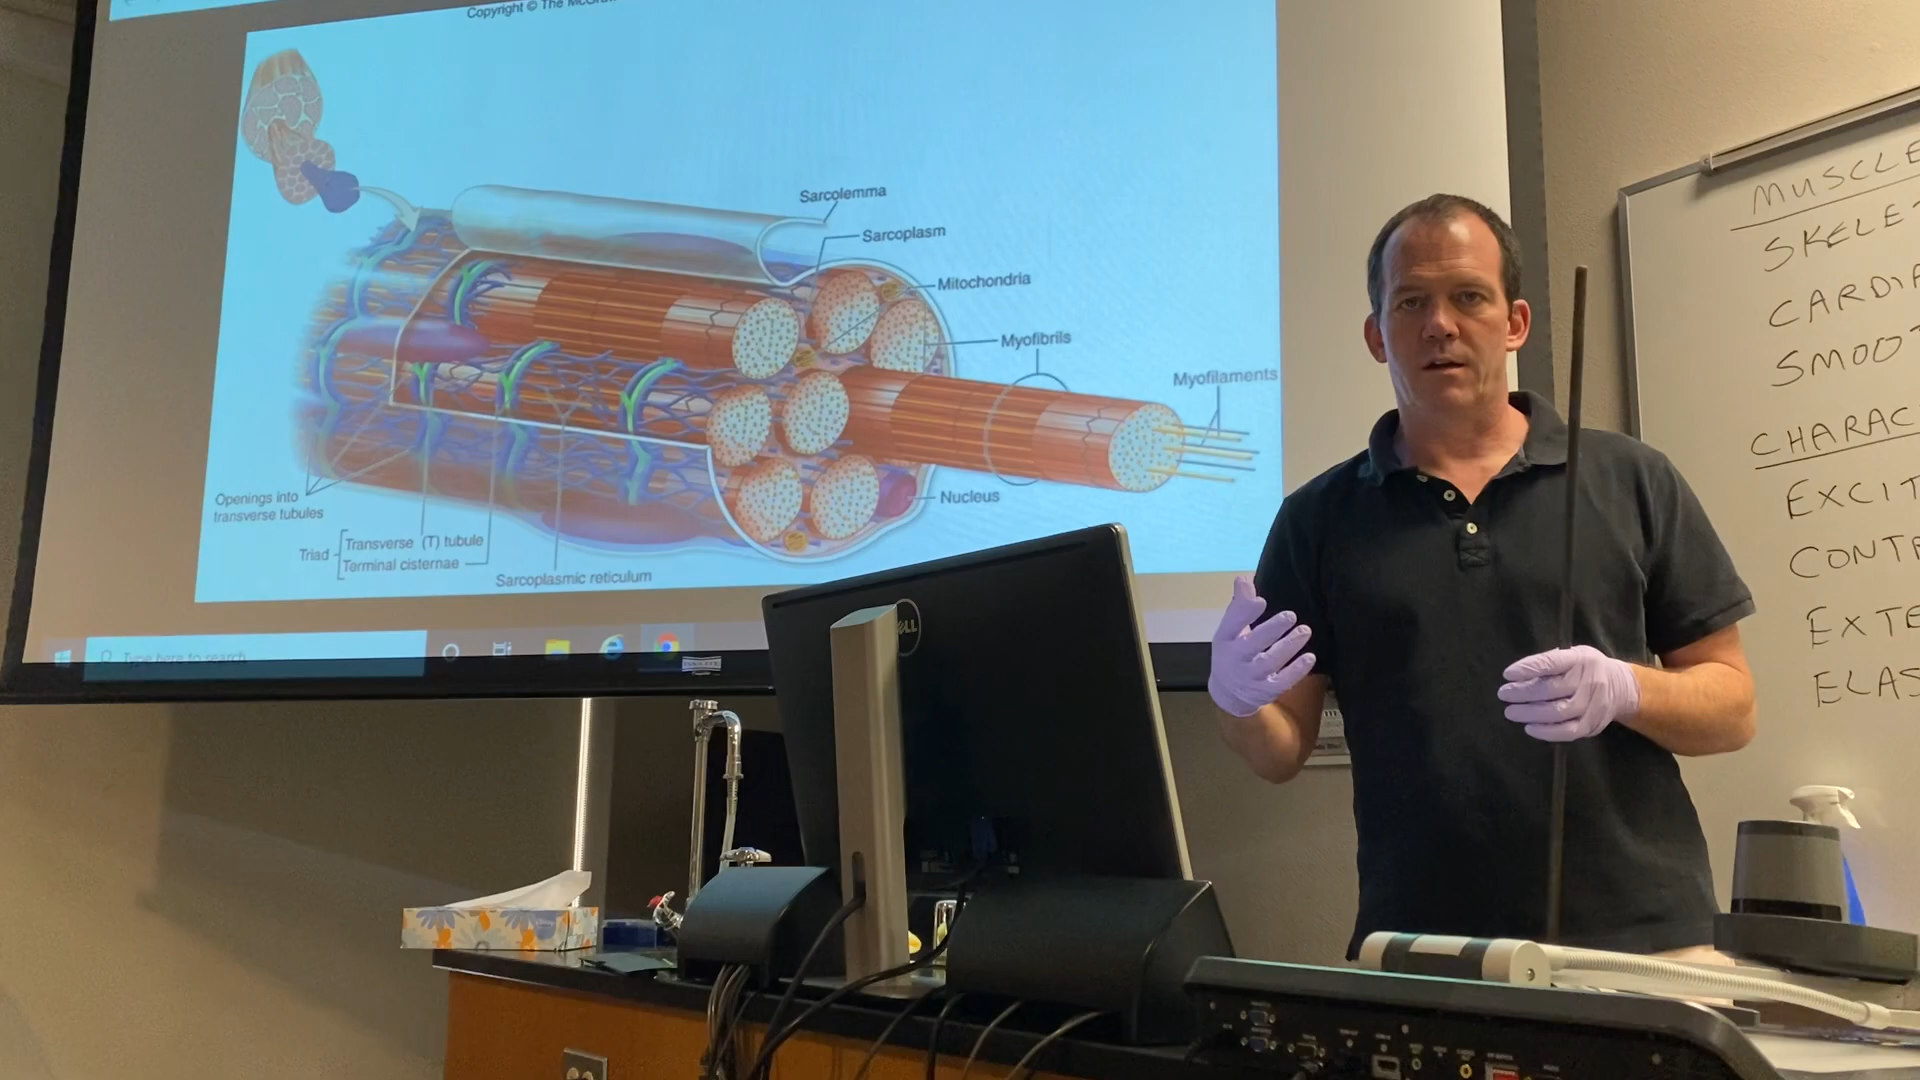 Copyright © The McGra
Sarcolemma
Sarcoplasm
Mitochondria
Myofibrils
Myofilaments
Nucleus
Openings into
transverse tubules
Triad
Transverse (T) tubule
Terminal cisternae
Sarcoplasmic reticulum
Type here to search
DELL
MUSCLE
SKELE
CARDIA
SMOOT
CHARAC
EXCIT
CONTR
EXTE
ELAS